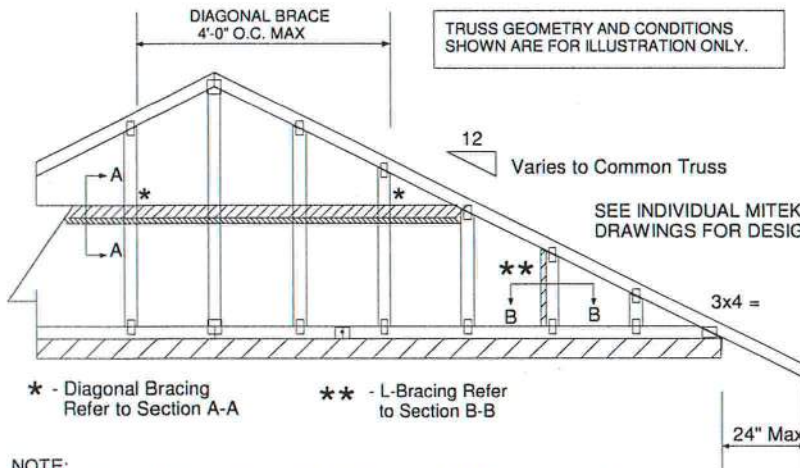 DIAGONAL BRACE
4'-0" O.C. MAX
TRUSS GEOMETRY AND CONDITIONS
SHOWN ARE FOR ILLUSTRATION ONLY.
12
Varies to Common Truss
A
*
*
A
SEE INDIVIDUAL MITEK
DRAWINGS FOR DESIG
**
B
B
3x4 =
* - Diagonal Bracing
Refer to Section A-A
** - L-Bracing Refer
to Section B-B
24" Max
NOTE: